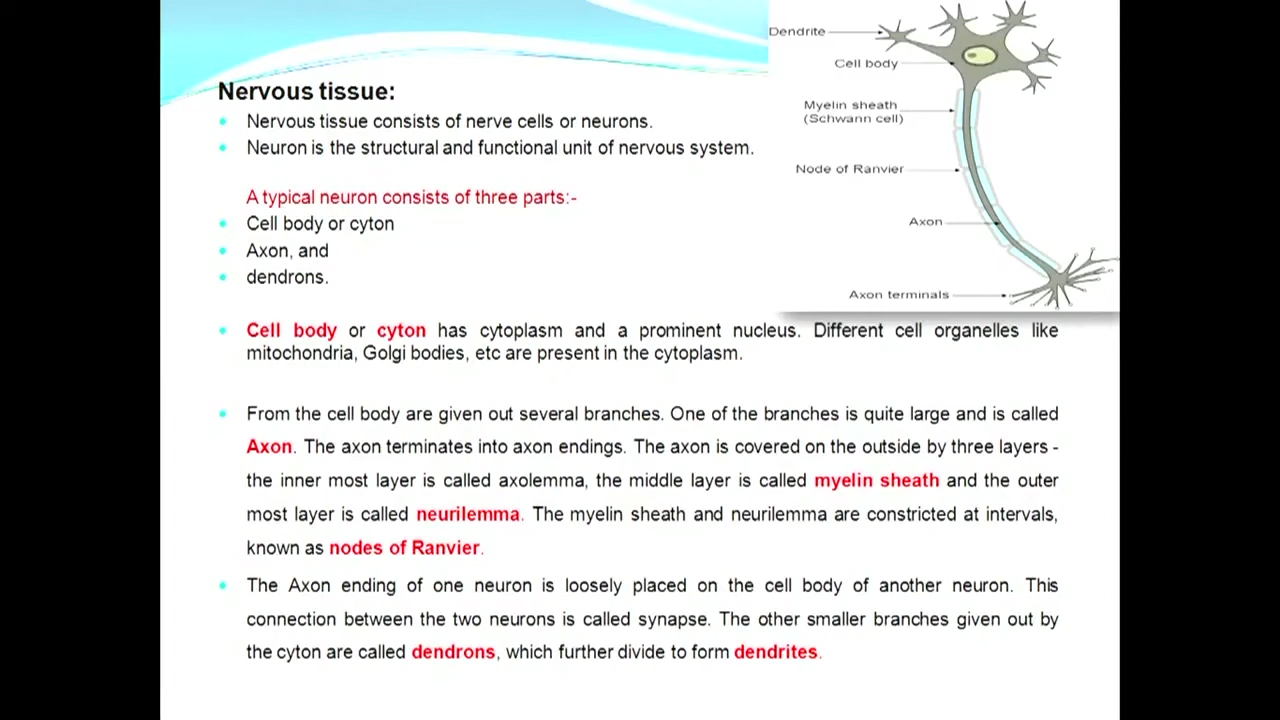 Dendrite
Cell body
Myelin sheath
(Schwann cell)
Node of Ranvier
Axon
Axon terminals
Nervous tissue:
Nervous tissue consists of nerve cells or neurons.
Neuron is the structural and functional unit of nervous system.
A typical neuron consists of three parts:-
Cell body or cyton
Axon, and
dendrons.
Cell body or cyton has cytoplasm and a prominent nucleus. Different cell organelles like
mitochondria, Golgi bodies, etc are present in the cytoplasm.
From the cell body are given out several branches. One of the branches is quite large and is called
Axon. The axon terminates into axon endings. The axon is covered on the outside by three layers -
the inner most layer is called axolemma, the middle layer is called myelin sheath and the outer
most layer is called neurilemma. The myelin sheath and neurilemma are constricted at intervals,
known as nodes of Ranvier.
The Axon ending of one neuron is loosely placed on the cell body of another neuron. This
connection between the two neurons is called synapse. The other smaller branches given out by
the cyton are called dendrons, which further divide to form dendrites.